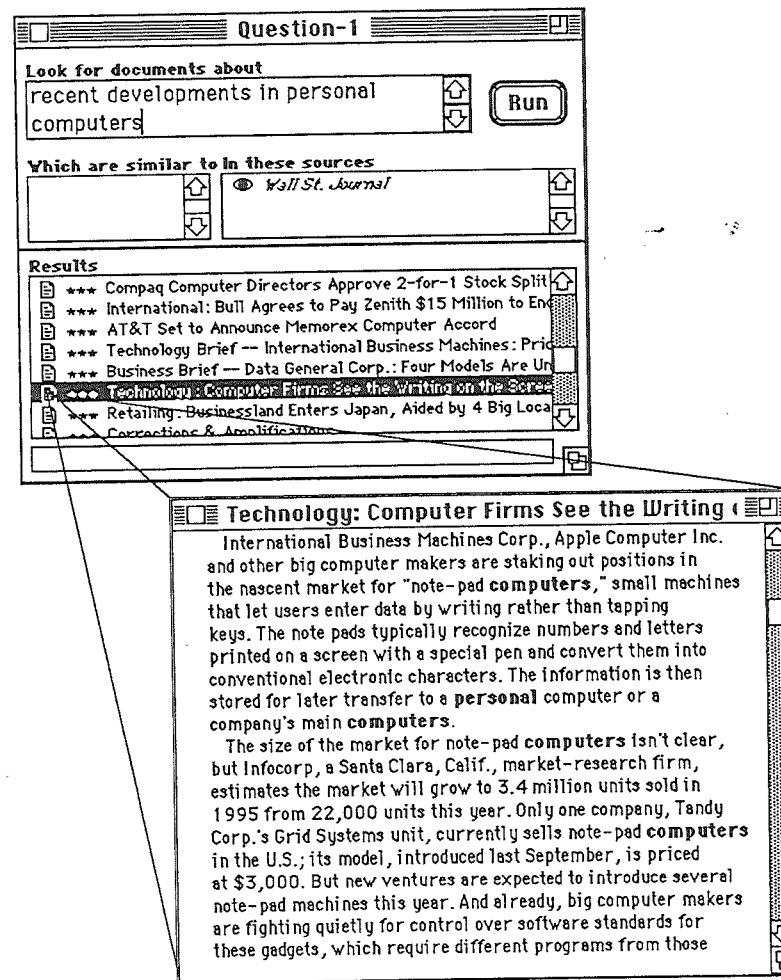 Question-1
Look for documents about
recent developments in personal
computers
Run
Which are similar to In these sources
Wall St. Journal
Results
*** Compaq Computer Directors Approve 2-for-1 Stock Split
*** International: Bull Agrees to Pay Zenith $15 Million to En
*** AT&T Set to Announce Memorex Computer Accord
*** Technology Brief -- International Business Machines: Pric
*** Business Brief -- Data General Corp.: Four Models Are Un
*** Technology: Computer Firms See the Writing on the Scree
*** Retailing: Businessland Enters Japan, Aided by 4 Big Loca
*** Corrections & Amplifications
Technology: Computer Firms See the Writing
International Business Machines Corp., Apple Computer Inc.
and other big computer makers are staking out positions in
the nascent market for "note-pad computers," small machines
that let users enter data by writing rather than tapping
keys. The note pads typically recognize numbers and letters
printed on a screen with a special pen and convert them into
conventional electronic characters. The information is then
stored for later transfer to a personal computer or a
company's main computers.
The size of the market for note-pad computers isn't clear,
but Infocorp, a Santa Clara, Calif., market-research firm,
estimates the market will grow to 3.4 million units sold in
1995 from 22,000 units this year. Only one company, Tandy
Corp.'s Grid Systems unit, currently sells note-pad computers
in the U.S.; its model, introduced last September, is priced
at $3,000. But new ventures are expected to introduce several
note-pad machines this year. And already, big computer makers
are fighting quietly for control over software standards for
these gadgets, which require different programs from those